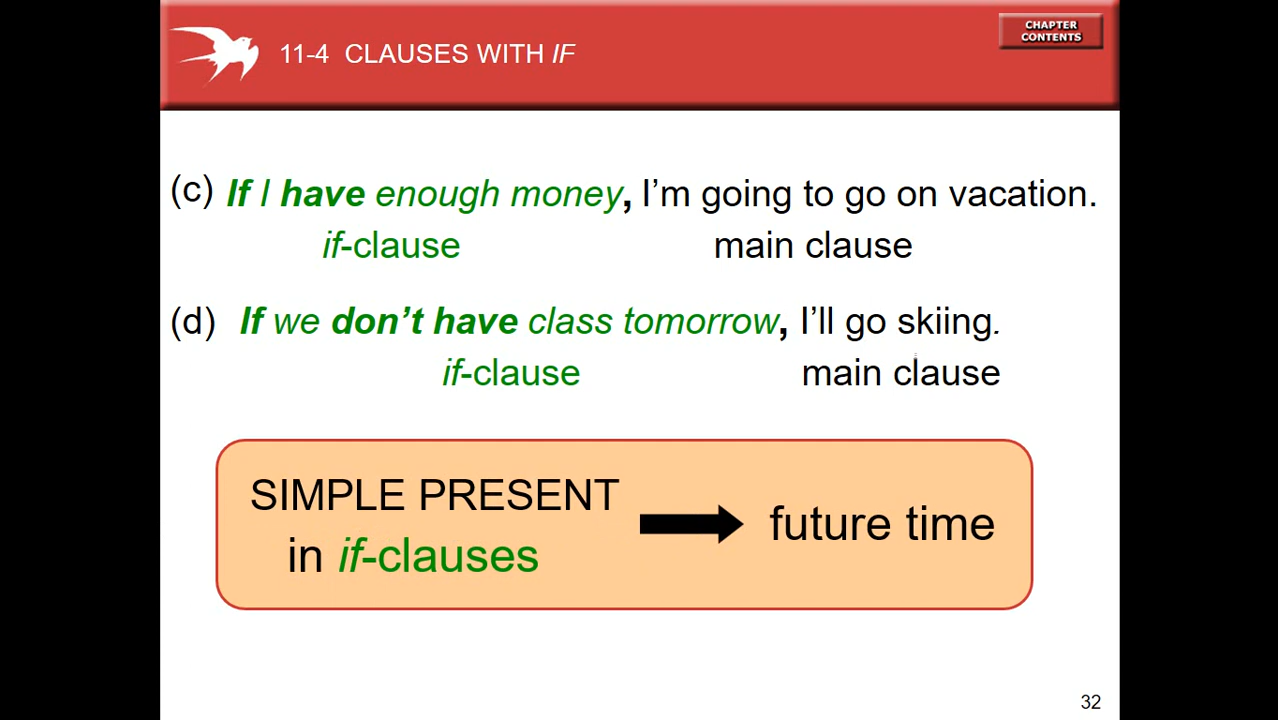 11-4 CLAUSES WITH IF
CHAPTER
CONTENTS
(c) If I have enough money, I'm going to go on vacation.
if-clause main clause
(d) If we don't have class tomorrow, I'll go skiing.
if-clause main clause
SIMPLE PRESENT
in if-clauses
future time
32